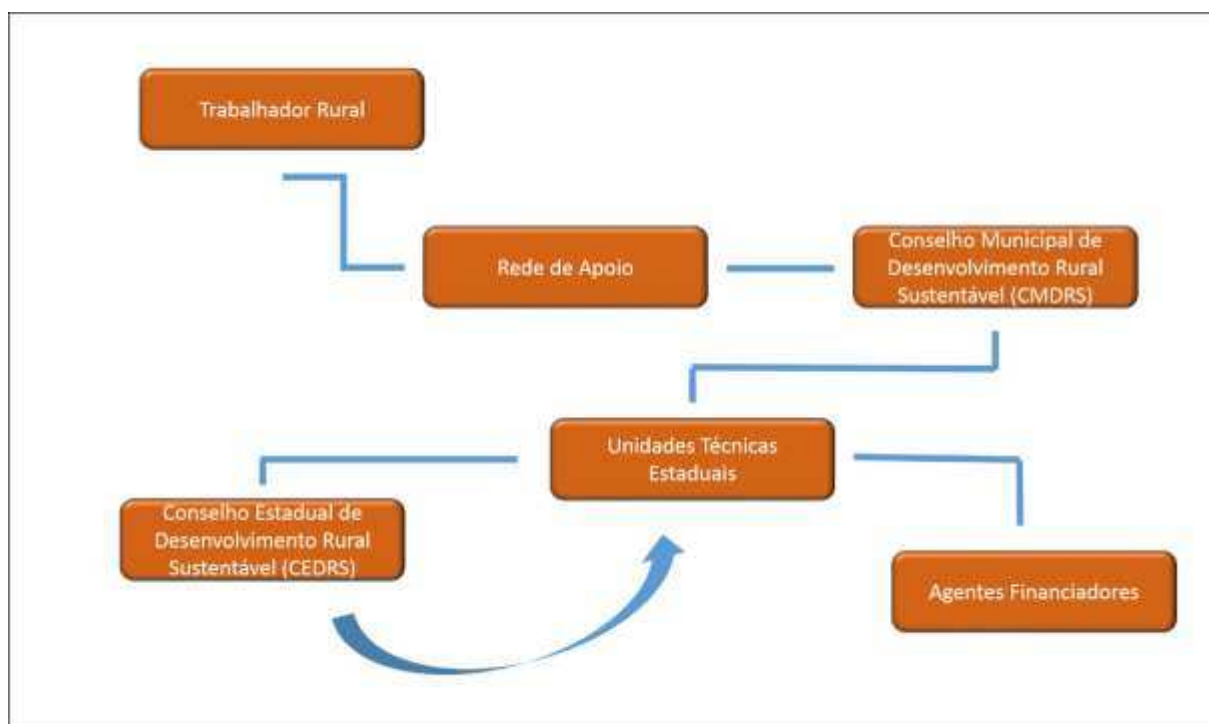 Trabalhador Rural
Rede de Apoio
Conselho Municipal de
Desenvolvimento Rural
Sustentável (CMDRS)
Unidades Técnicas
Estaduais
Conselho Estadual de
Desenvolvimento Rural
Sustentável (CEDRS)
Agentes Financiadores